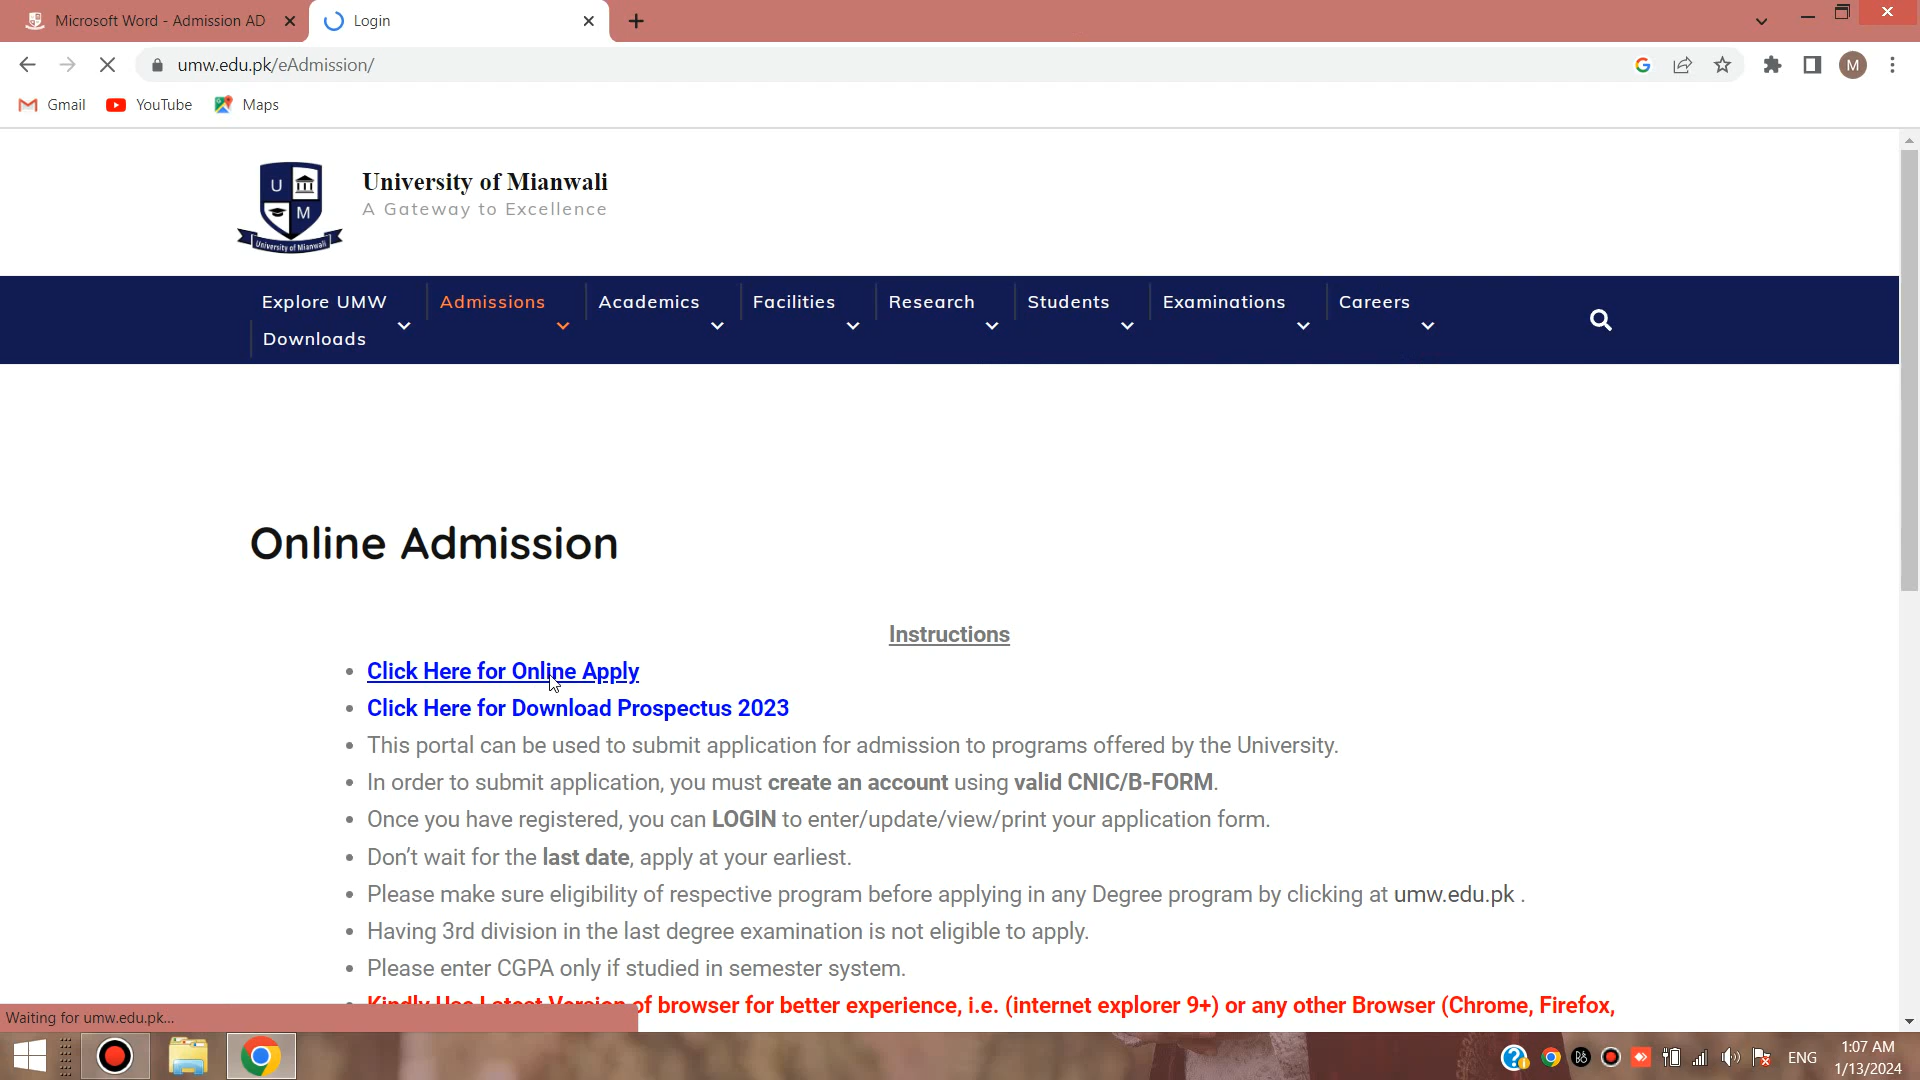 Microsoft Word - Admission AD
Login
umw.edu.pk/eAdmission/
M
Gmail
YouTube
Maps
U
M
University of Mianwali
University of Mianwali
A Gateway to Excellence
Explore UMW
Admissions
Academics
Facilities
Research
Students
Examinations
Careers
Downloads
Online Admission
Instructions
Click Here for Online Apply
Click Here for Download Prospectus 2023
This portal can be used to submit application for admission to programs offered by the University.
In order to submit application, you must create an account using valid CNIC/B-FORM.
Once you have registered, you can LOGIN to enter/update/view/print your application form.
Don’t wait for the last date, apply at your earliest.
Please make sure eligibility of respective program before applying in any Degree program by clicking at umw.edu.pk .
Having 3rd division in the last degree examination is not eligible to apply.
Please enter CGPA only if studied in semester system.
Kindly Use Latest Version of browser for better experience, i.e. (internet explorer 9+) or any other Browser (Chrome, Firefox,
Waiting for umw.edu.pk...
ENG
1:07 AM
1/13/2024